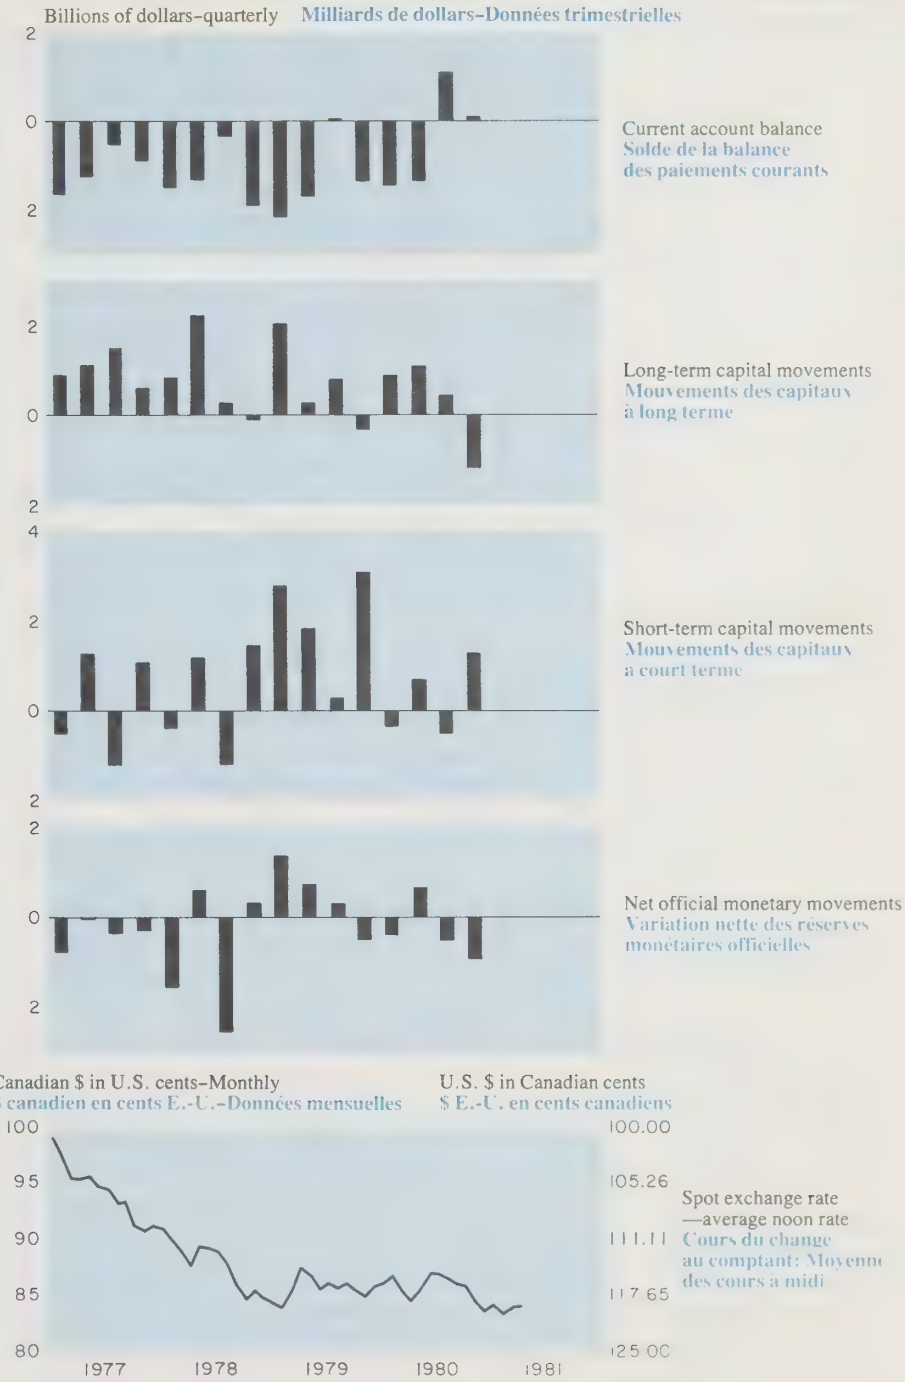 Billions of dollars–quarterly Milliards de dollars–Données trimestrielles
2
0
2
Current account balance
Solde de la balance
des paiements courants
2
0
2
Long-term capital movements
Mouvements des capitaux
à long terme
4
2
0
2
Short-term capital movements
Mouvements des capitaux
a court terme
2
0
2
Net official monetary movements
Variation nette des réserves
monétaires officielles
Canadian $ in U.S. cents–Monthly U.S. $ in Canadian cents
$ canadien en cents E.-U.–Données mensuelles $ E.-U. en cents canadiens
100 100.00
95 105.26
90 111.11
85 117.65
80 125.00
Spot exchange rate
—average noon rate
Cours du change
au comptant: Moyenne
des cours à midi
1977 1978 1979 1980 1981